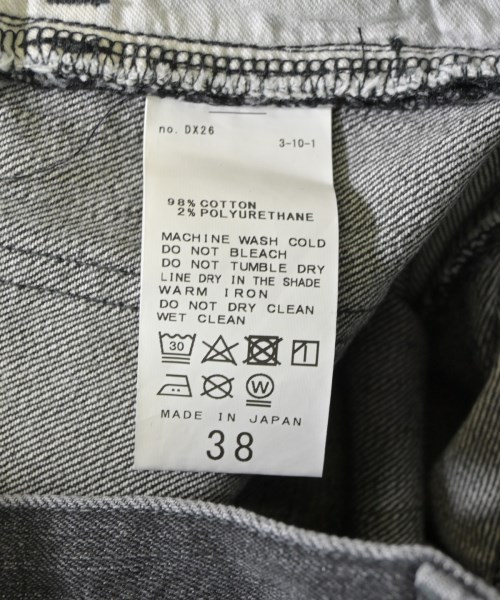 no. DX26
3-10-1
98% COTTON
2% POLYURETHANE
MACHINE WASH COLD
DO NOT BLEACH
DO NOT TUMBLE DRY
LINE DRY IN THE SHADE
WARM IRON
DO NOT DRY CLEAN
WET CLEAN
30
W
MADE IN JAPAN
38